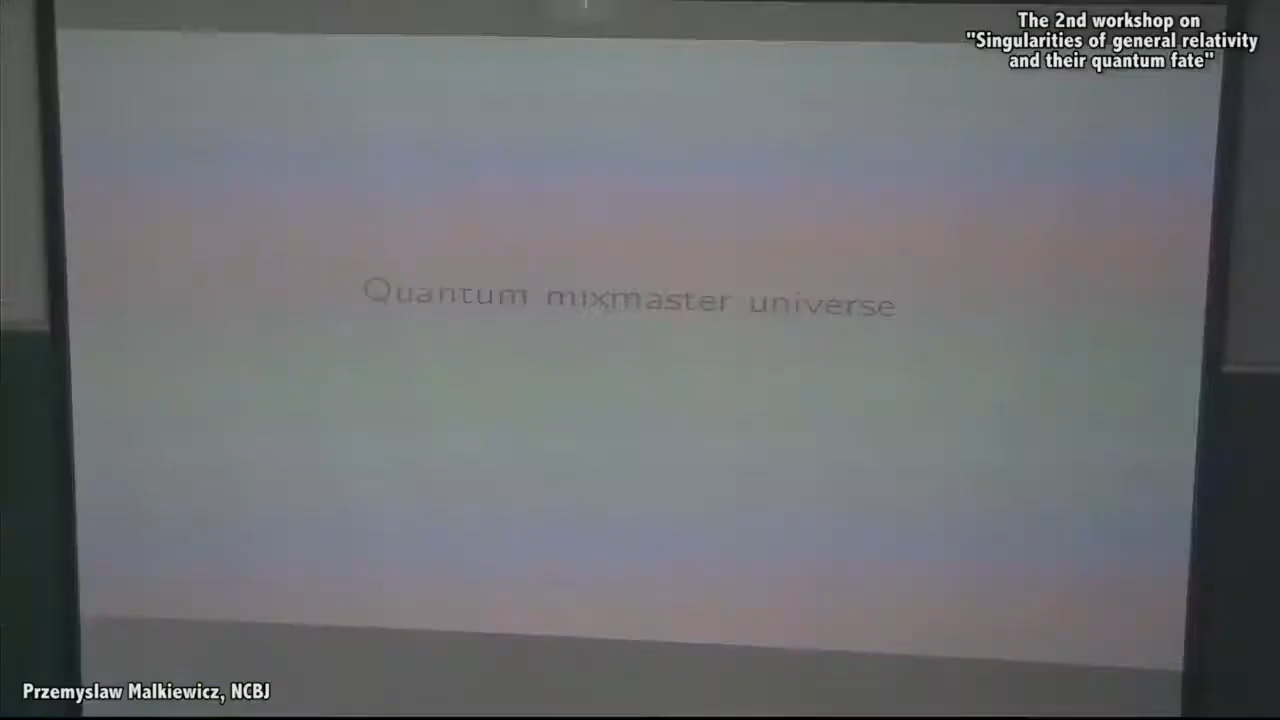 The 2nd workshop on
"Singularities of general relativity
and their quantum fate"
Quantum mixmaster universe
Przemyslaw Malkiewicz, NCBJ